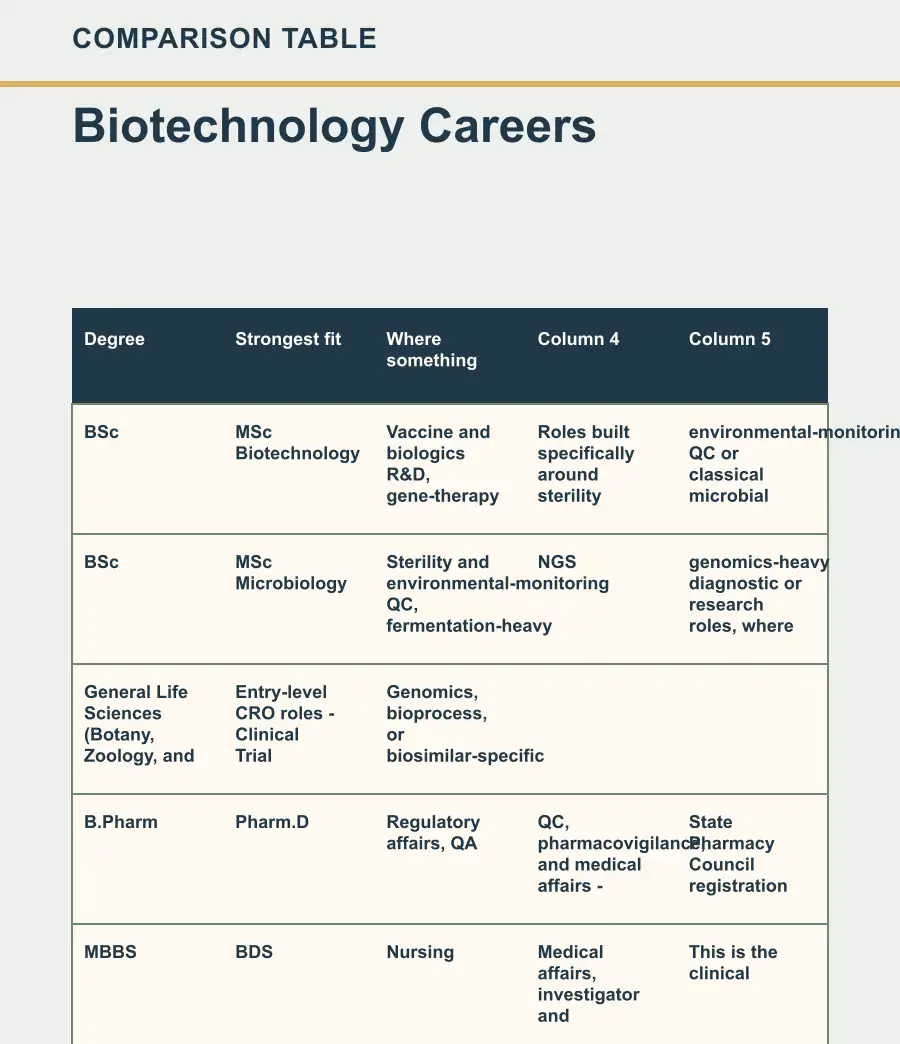 COMPARISON TABLE
Biotechnology Careers
Degree
Strongest fit
Where
something
Column 4
Column 5
BSc
MSc
Biotechnology
Vaccine and
biologics
R&D,
gene-therapy
Roles built
specifically
around
sterility
environmental-monitorin
QC or
classical
microbial
BSc
MSc
Microbiology
Sterility and
environmental-monitoring
QC,
fermentation-heavy
NGS
genomics-heavy
diagnostic or
research
roles, where
General Life
Sciences
(Botany,
Zoology, and
Entry-level
CRO roles -
Clinical
Trial
Genomics,
bioprocess,
or
biosimilar-specific
B.Pharm
Pharm.D
Regulatory
affairs, QA
QC,
pharmacovigilance,
and medical
affairs -
State
Pharmacy
Council
registration
MBBS
BDS
Nursing
Medical
affairs,
investigator
and
This is the
clinical